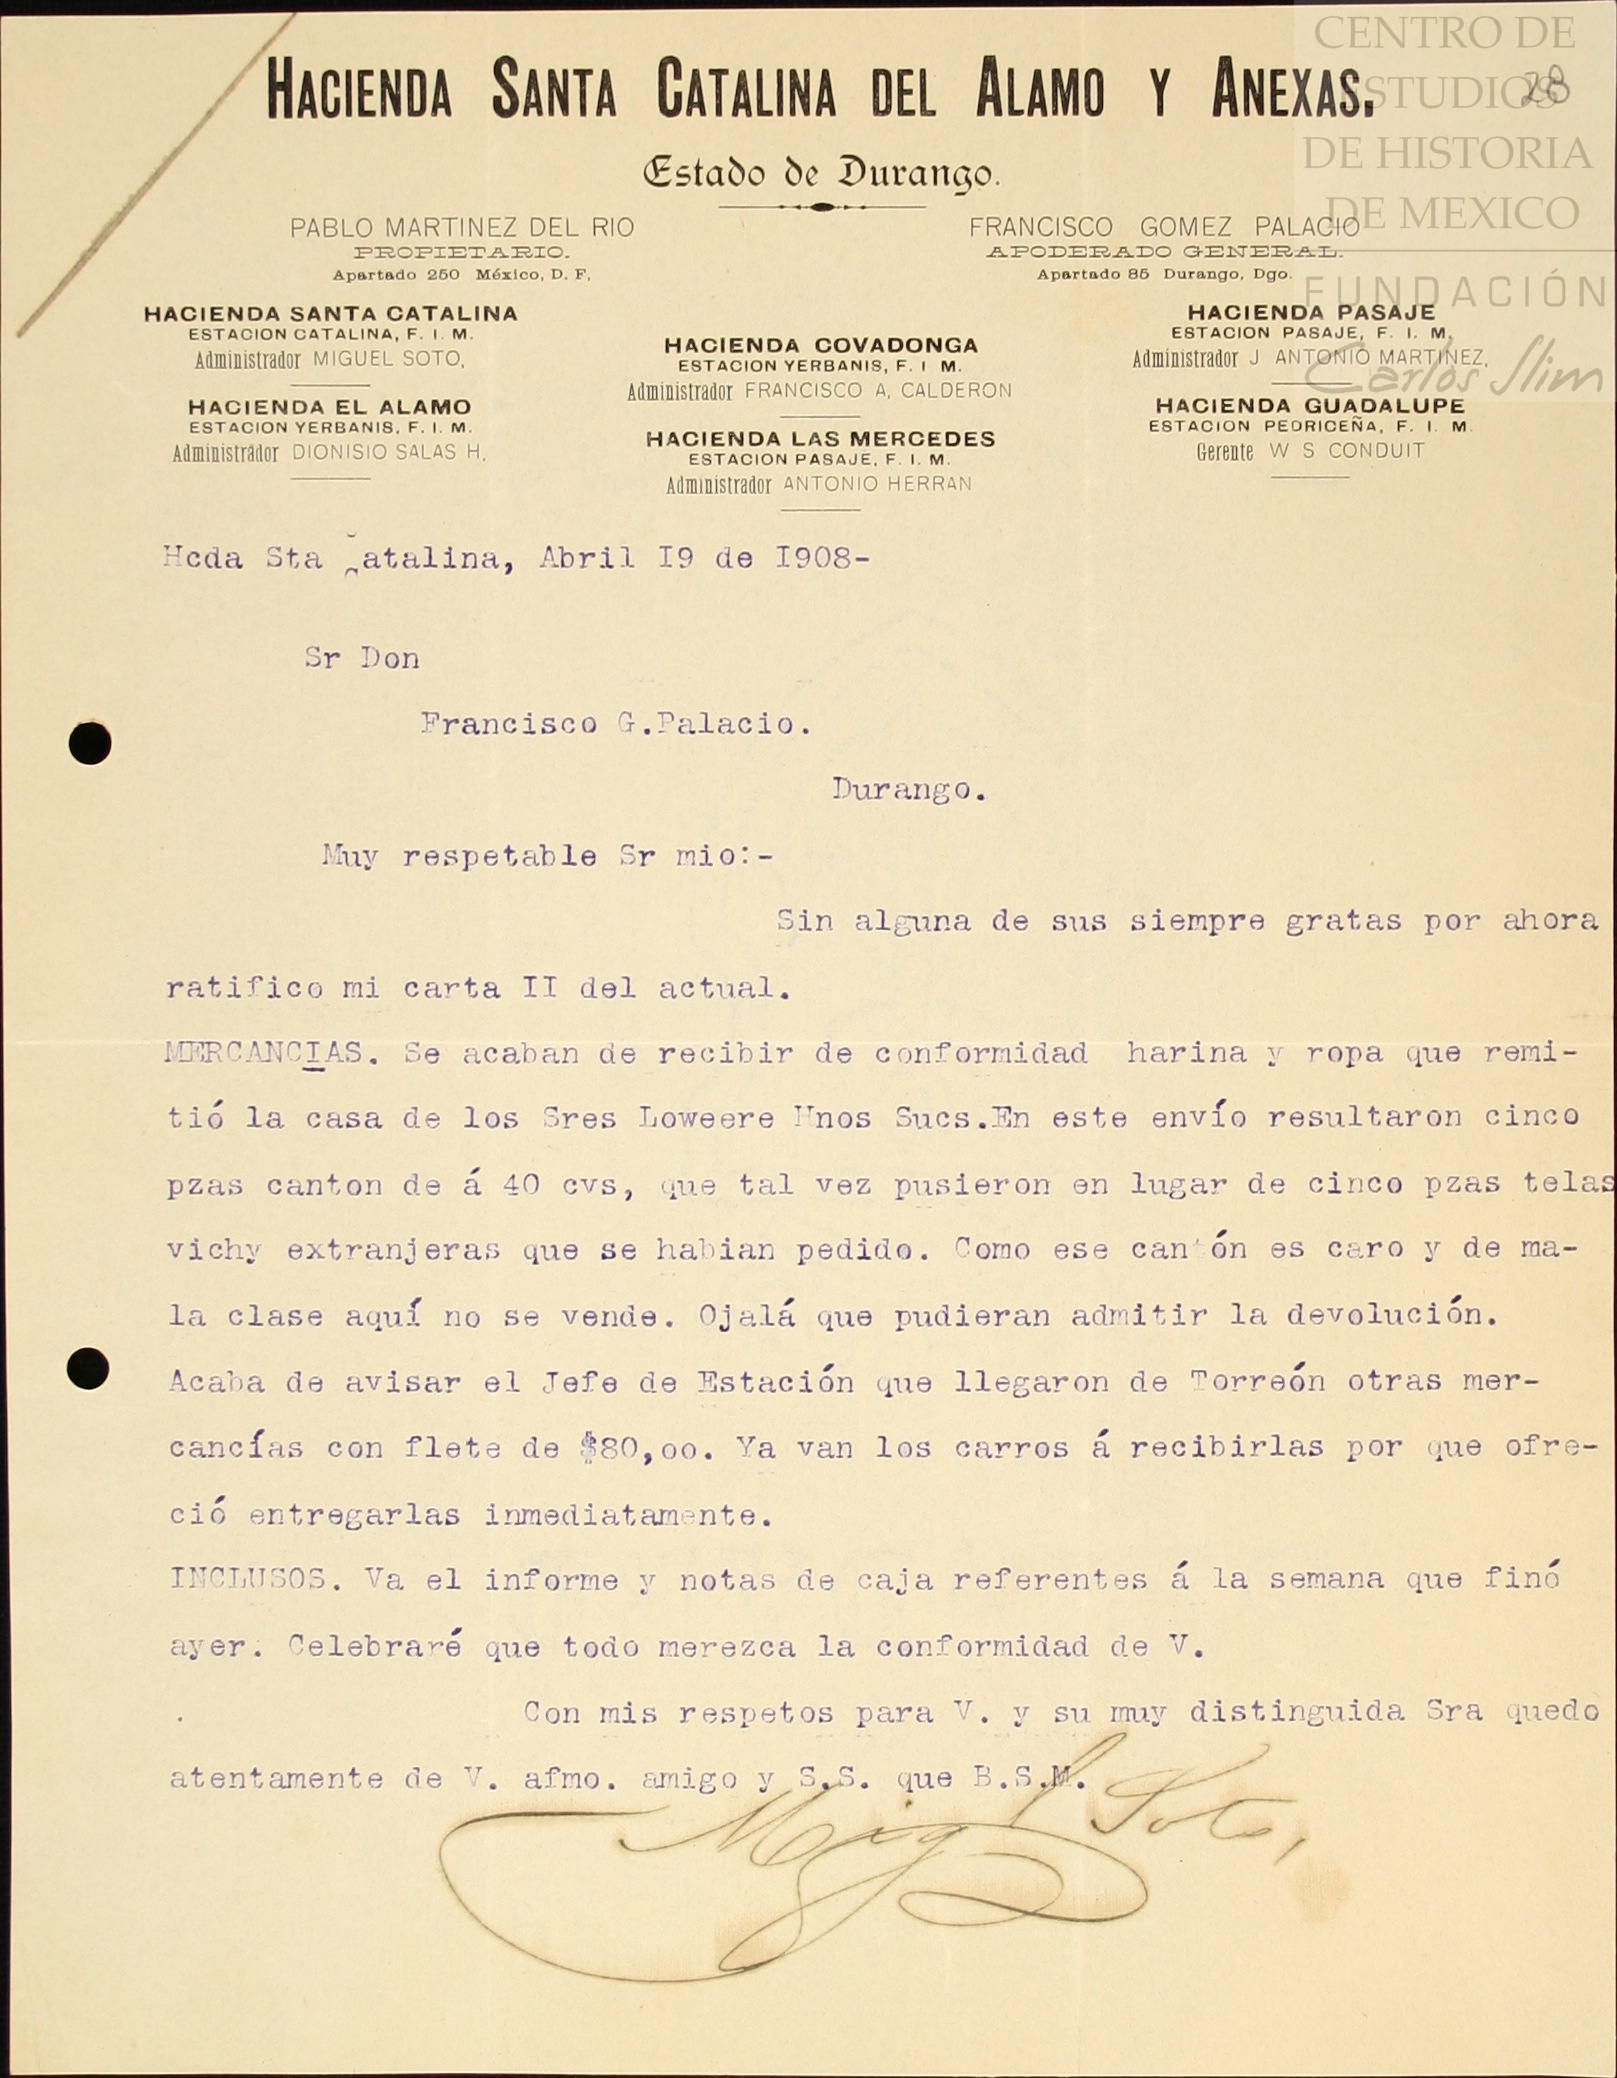 CENTRO DE
ESTUDIOS
DE HISTORIA
DE MEXICO
FUNDACIÓN
Carlos Slim
28
HACIENDA SANTA CATALINA DEL ALAMO Y ANEXAS.
Estado de Durango.
PABLO MARTINEZ DEL RIO
PROPIETARIO.
Apartado 250 México, D. F.
FRANCISCO GOMEZ PALACIO
APODERADO GENERAL.
Apartado 85 Durango, Dgo.
HACIENDA SANTA CATALINA
ESTACION CATALINA, F. I. M.
Administrador MIGUEL SOTO.
HACIENDA EL ALAMO
ESTACION YERBANIS, F. I. M.
Administrador DIONISIO SALAS H.
HACIENDA COVADONGA
ESTACION YERBANIS, F. I M.
Administrador FRANCISCO A. CALDERON
HACIENDA LAS MERCEDES
ESTACION PASAJE, F. I. M.
Administrador ANTONIO HERRAN
HACIENDA PASAJE
ESTACION PASAJE, F. I. M.
Administrador J ANTONIO MARTINEZ.
HACIENDA GUADALUPE
ESTACION PEDRICEÑA, F. I. M.
Gerente W S CONDUIT
Hcda Sta Catalina, Abril I9 de I908-
Sr Don
Francisco G.Palacio.
Durango.
Muy respetable Sr mio:-
Sin alguna de sus siempre gratas por ahora
ratifico mi carta II del actual.
MERCANCIAS. Se acaban de recibir de conformidad harina y ropa que remi-
tió la casa de los Sres Loweere Hnos Sucs.En este envío resultaron cinco
pzas canton de á 40 cvs, que tal vez pusieron en lugar de cinco pzas telas
vichy extranjeras que se habian pedido. Como ese cantón es caro y de ma-
la clase aquí no se vende. Ojalá que pudieran admitir la devolución.
Acaba de avisar el Jefe de Estación que llegaron de Torreón otras mer-
cancías con flete de $80,oo. Ya van los carros á recibirlas por que ofre-
ció entregarlas inmediatamente.
INCLUSOS. Va el informe y notas de caja referentes á la semana que finó
ayer. Celebraré que todo merezca la conformidad de V.
Con mis respetos para V. y su muy distinguida Sra quedo
atentamente de V. afmo. amigo y S.S. que B.S.M.
Migl Soto,